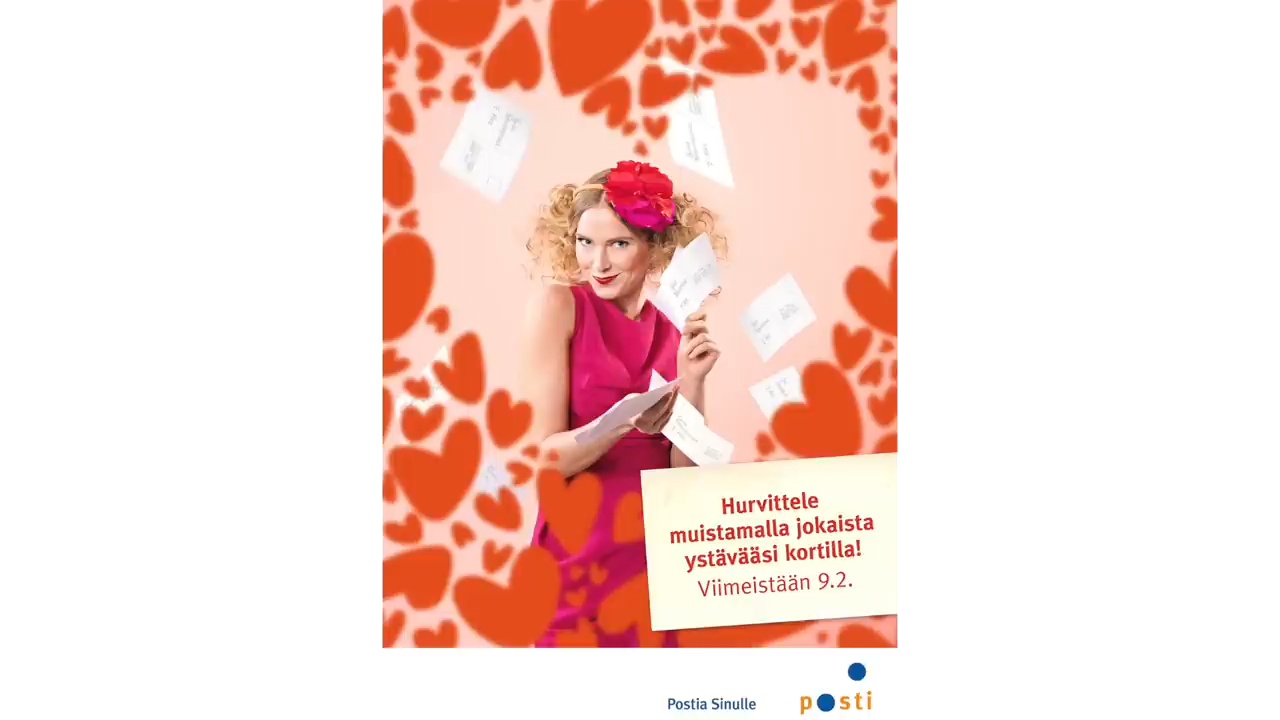 Hurvittele
muistamalla jokaista
ystävääsi kortilla!
Viimeistään 9.2.
Postia Sinulle
posti